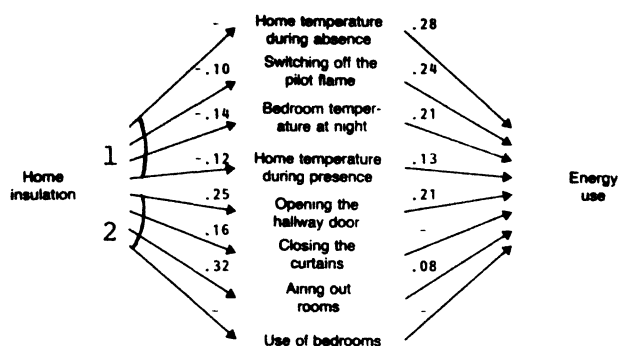 - Home temperature .28
during absence
-.10 Switching off the .24
pilot flame
-.14 Bedroom temper- .21
ature at night
1
-.12 Home temperature .13
during presence
Home
insulation
Energy
use
.25 Opening the .21
hallway door
2
.16 Closing the -
curtains
.32 Airing out .08
rooms
- Use of bedrooms -